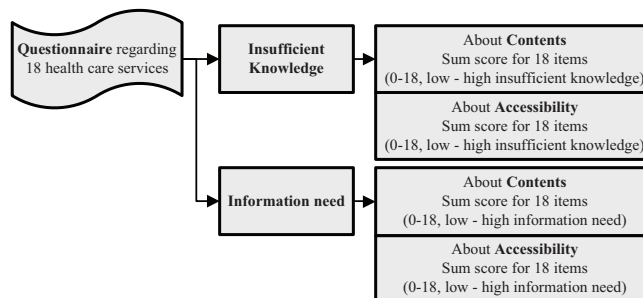 Questionnaire regarding
18 health care services
Insufficient
Knowledge
About Contents
Sum score for 18 items
(0-18, low - high insufficient knowledge)
About Accessibility
Sum score for 18 items
(0-18, low - high insufficient knowledge)
Information need
About Contents
Sum score for 18 items
(0-18, low - high information need)
About Accessibility
Sum score for 18 items
(0-18, low - high information need)